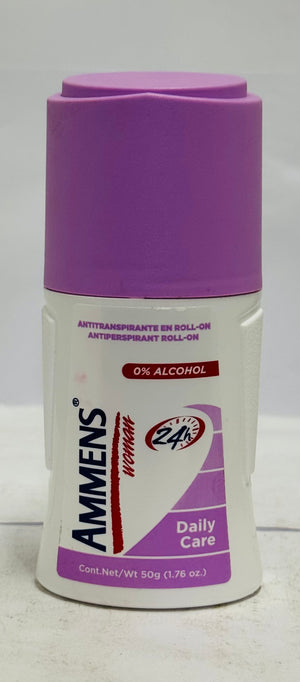 ANTITRANSPIRANTE EN ROLL-ON
ANTIPERSPIRANT ROLL-ON
0% ALCOHOL
AMMENS®
woman
24h
Daily
Care
Cont.Net/Wt 50g (1.76 oz.)